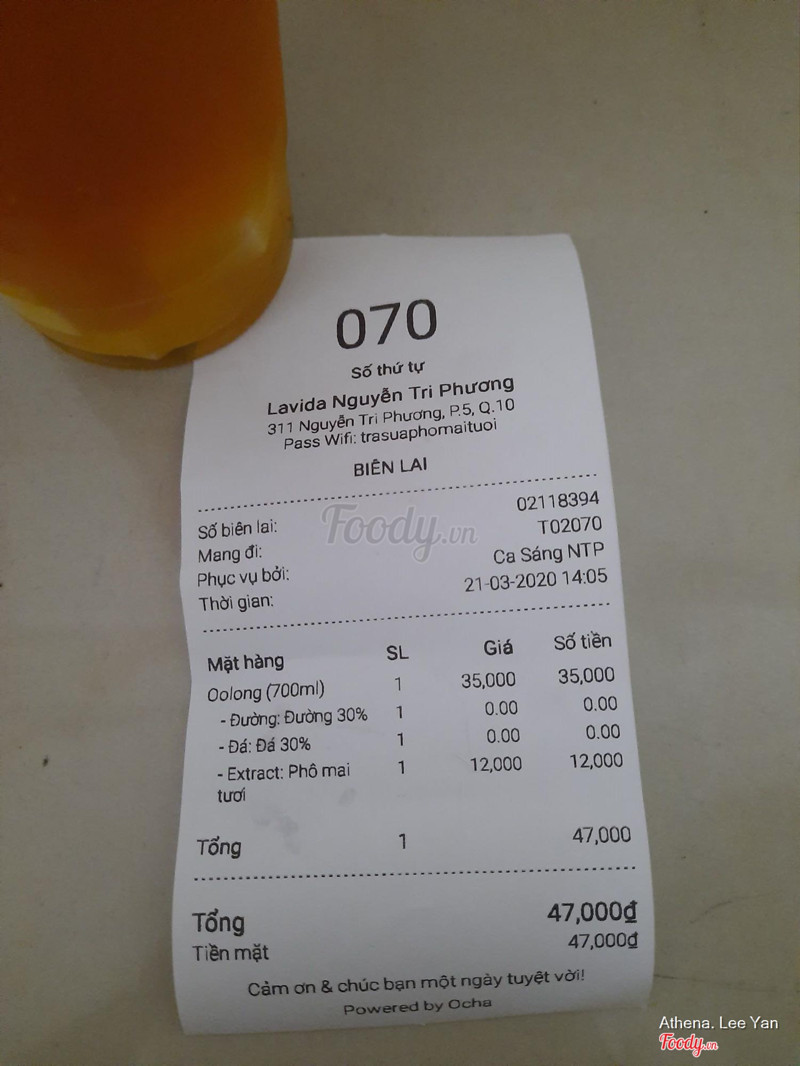 070
Số thứ tự
Lavida Nguyễn Tri Phương
311 Nguyễn Tri Phương, P.5, Q.10
Pass Wifi: trasuaphomaituoi
BIÊN LAI
Số biên lai: 02118394
Mang đi: T02070
Phục vụ bởi: Ca Sáng NTP
Thời gian: 21-03-2020 14:05
Foody.vn
Mặt hàng SL Giá Số tiền
Oolong (700ml) 1 35,000 35,000
- Đường: Đường 30% 1 0.00 0.00
- Đá: Đá 30% 1 0.00 0.00
- Extract: Phô mai 1 12,000 12,000
tươi
Tổng 1 47,000
Tổng 47,000đ
Tiền mặt 47,000đ
Cảm ơn & chúc bạn một ngày tuyệt vời!
Powered by Ocha
Athena. Lee Yan
Foody.vn